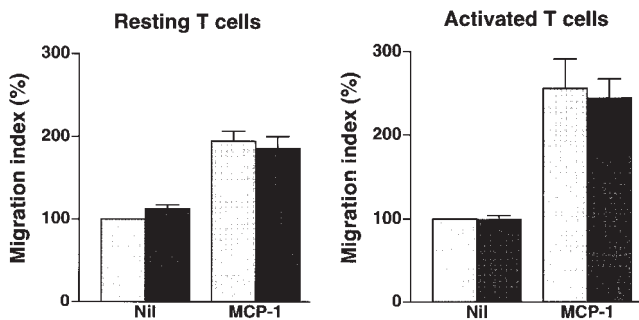 Resting T cells
Migration index (%)
300
200
100
0
Nil
MCP-1
Activated T cells
Migration index (%)
300
200
100
0
Nil
MCP-1